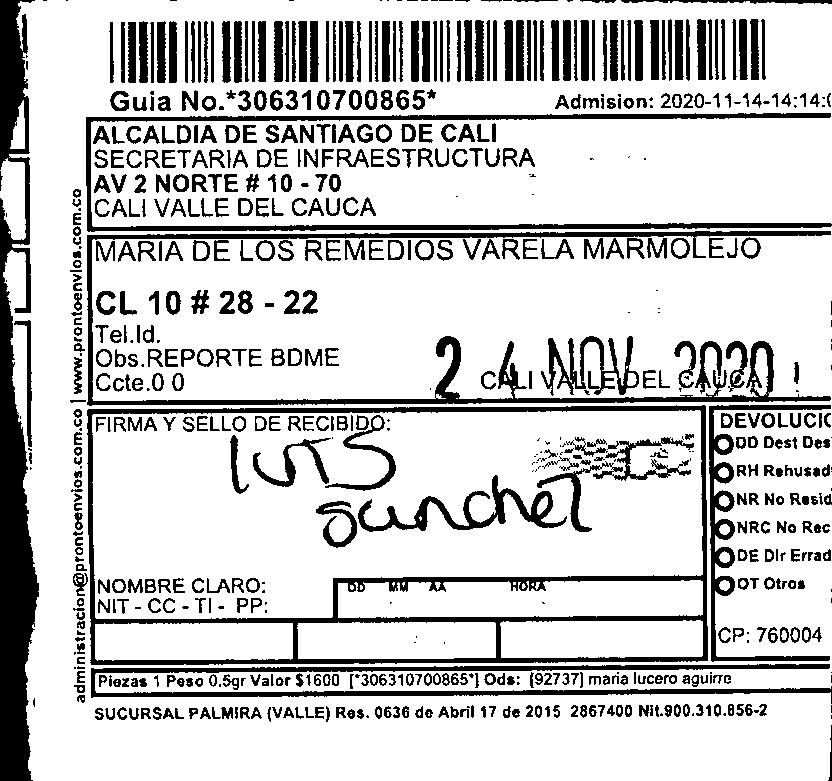 Guia No.*306310700865*
Admision: 2020-11-14-14:14:0
ALCALDIA DE SANTIAGO DE CALI
SECRETARIA DE INFRAESTRUCTURA
AV 2 NORTE # 10 - 70
CALI VALLE DEL CAUCA
MARIA DE LOS REMEDIOS VARELA MARMOLEJO
CL 10 # 28 - 22
Tel.Id.
Obs.REPORTE BDME
Ccte.0 0
2 4 NOV 2020
CALI VALLE DEL CAUCA
FIRMA Y SELLO DE RECIBIDO:
luis
sanchez
NOMBRE CLARO:
NIT - CC - TI - PP:
DD MM AA HORA
DEVOLUCIO
DD Dest Des
RH Rehusad
NR No Resid
NRC No Rec
DE Dir Errad
OT Otros
CP: 760004
Piezas 1 Peso 0.5gr Valor $1600 [*306310700865*] Ods: [92737] maria lucero aguirre
SUCURSAL PALMIRA (VALLE) Res. 0636 de Abril 17 de 2015 2867400 Nit.900.310.856-2
administracion@prontoenvios.com.co | www.prontoenvios.com.co